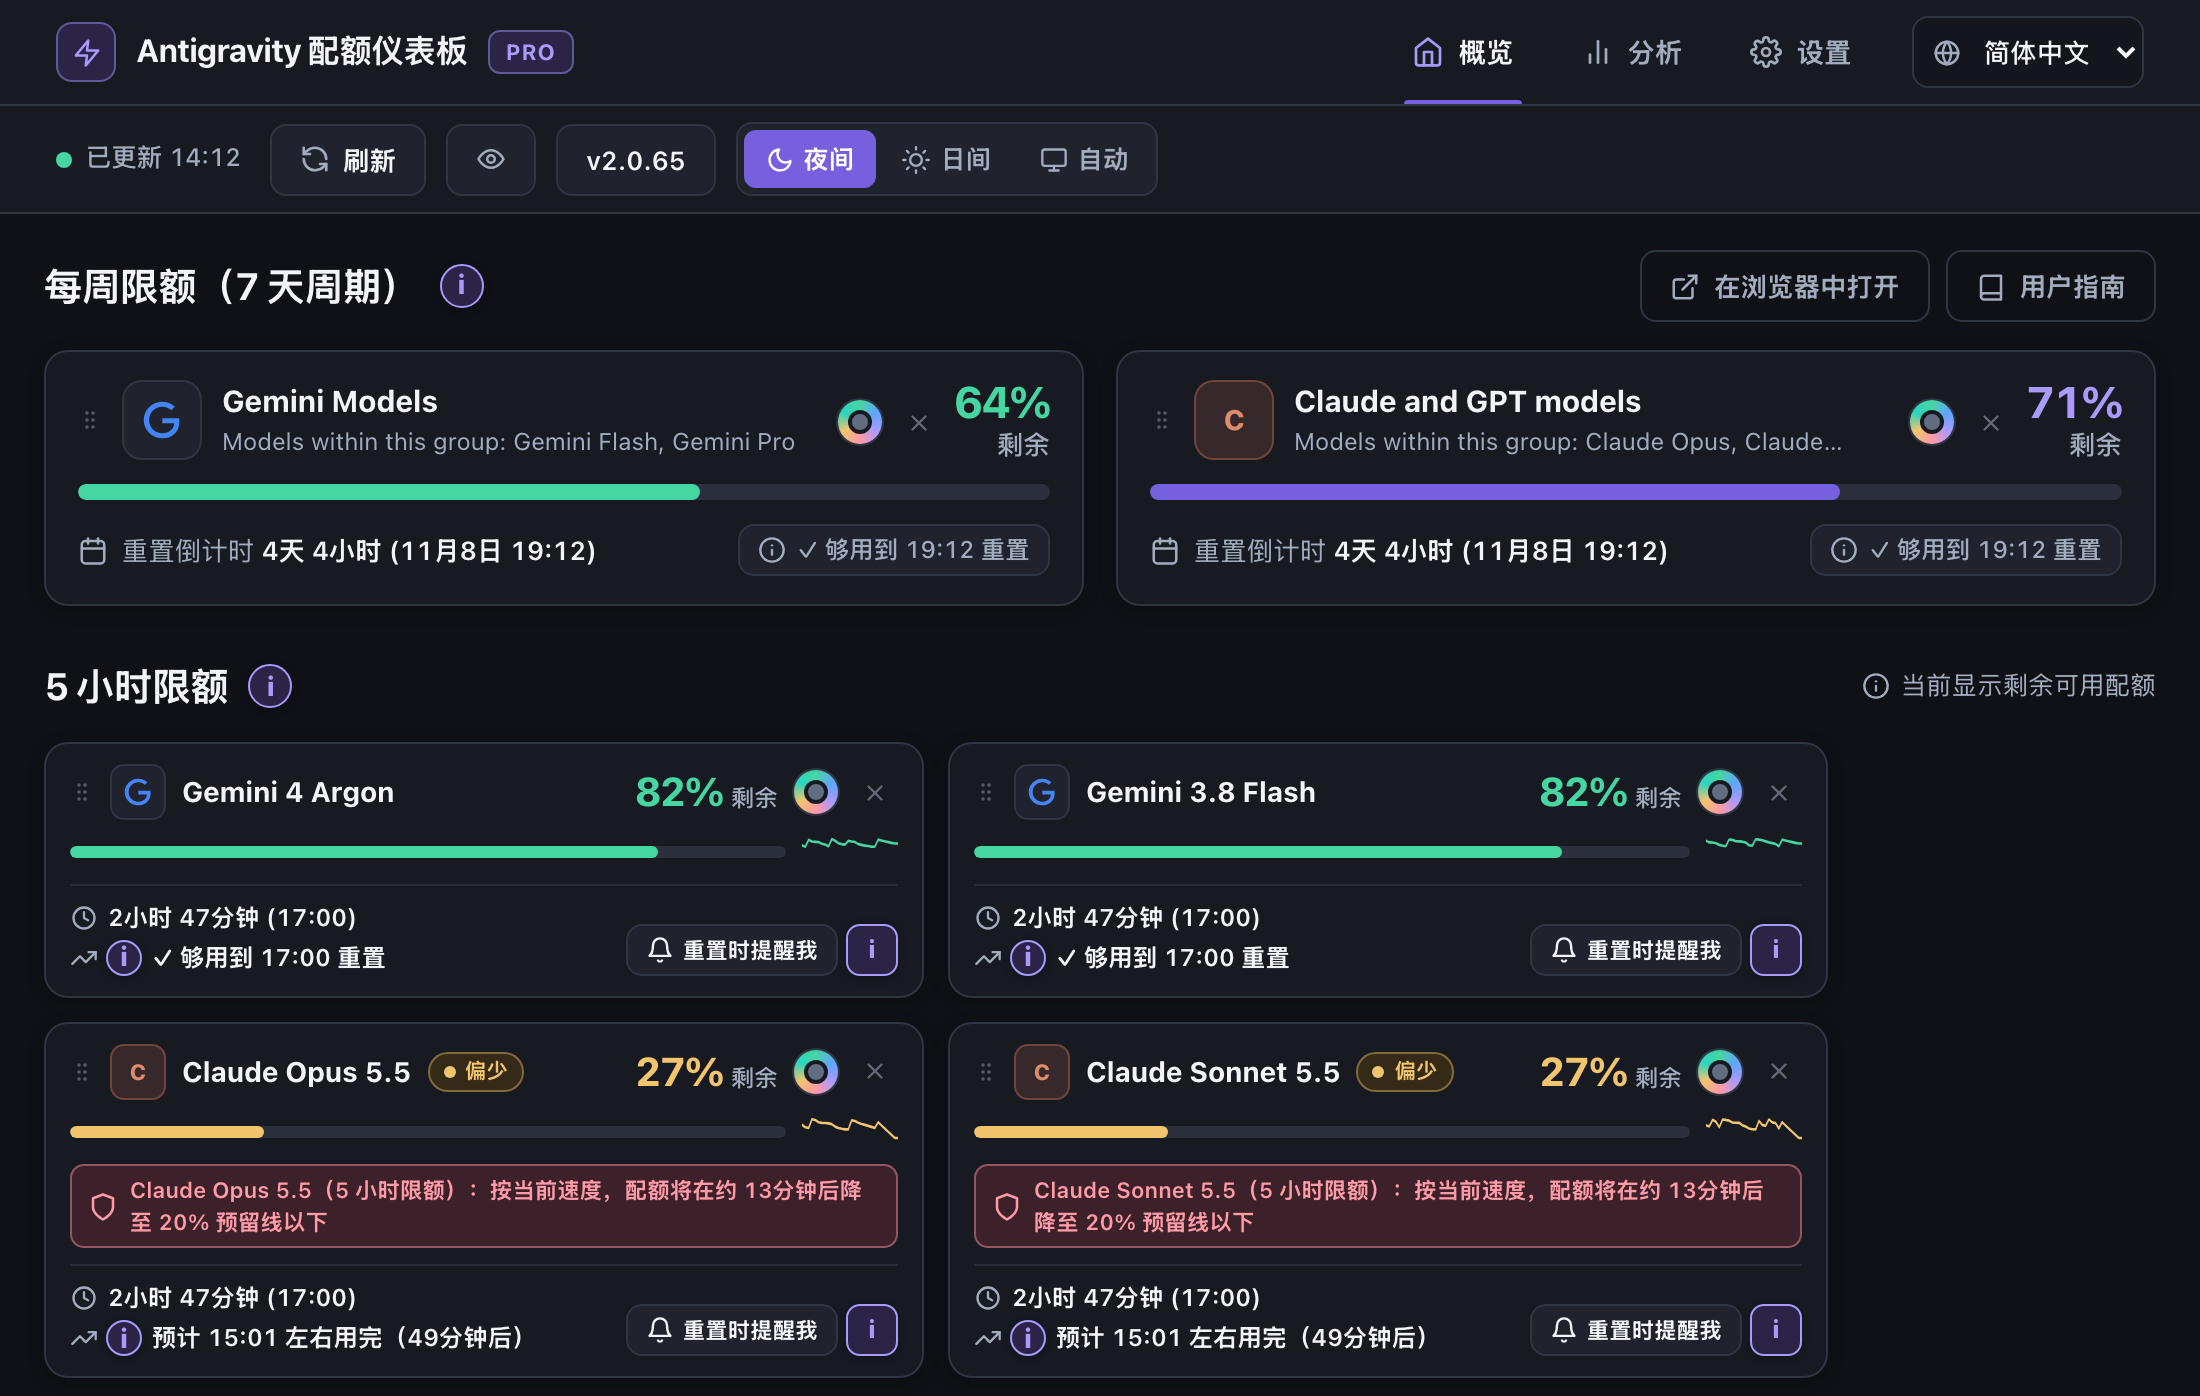 Antigravity 配额仪表板 PRO
概览 分析 设置 简体中文
已更新 14:12 刷新 v2.0.65 夜间 日间 自动
每周限额（7 天周期） i
在浏览器中打开 用户指南
G Gemini Models
Models within this group: Gemini Flash, Gemini Pro
64%
剩余
重置倒计时 4天 4小时 (11月8日 19:12)
✓ 够用到 19:12 重置
C Claude and GPT models
Models within this group: Claude Opus, Claude...
71%
剩余
重置倒计时 4天 4小时 (11月8日 19:12)
✓ 够用到 19:12 重置
5 小时限额 i
当前显示剩余可用配额
G Gemini 4 Argon 82% 剩余
2小时 47分钟 (17:00)
i ✓ 够用到 17:00 重置
重置时提醒我 i
G Gemini 3.8 Flash 82% 剩余
2小时 47分钟 (17:00)
i ✓ 够用到 17:00 重置
重置时提醒我 i
C Claude Opus 5.5 偏少 27% 剩余
Claude Opus 5.5（5 小时限额）：按当前速度，配额将在约 13分钟后降
至 20% 预留线以下
2小时 47分钟 (17:00)
i 预计 15:01 左右用完（49分钟后）
重置时提醒我 i
C Claude Sonnet 5.5 偏少 27% 剩余
Claude Sonnet 5.5（5 小时限额）：按当前速度，配额将在约 13分钟后
降至 20% 预留线以下
2小时 47分钟 (17:00)
i 预计 15:01 左右用完（49分钟后）
重置时提醒我 i